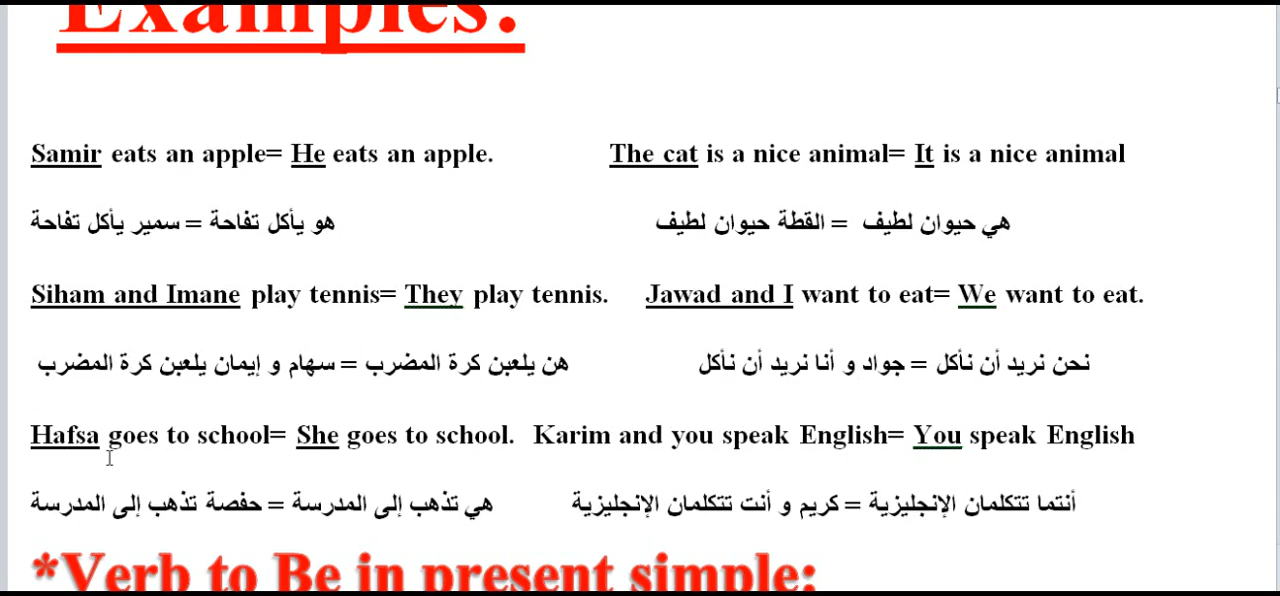 Examples:
Samir eats an apple= He eats an apple. The cat is a nice animal= It is a nice animal
هو يأكل تفاحة = سمير يأكل تفاحة هي حيوان لطيف = القطة حيوان لطيف
Siham and Imane play tennis= They play tennis. Jawad and I want to eat= We want to eat.
هن يلعبن كرة المضرب = سهام و إيمان يلعبن كرة المضرب نحن نريد أن نأكل = جواد و أنا نريد أن نأكل
Hafsa goes to school= She goes to school. Karim and you speak English= You speak English
هي تذهب إلى المدرسة = حفصة تذهب إلى المدرسة أنتما تتكلمان الإنجليزية = كريم و أنت تتكلمان الإنجليزية
*Verb to Be in present simple: